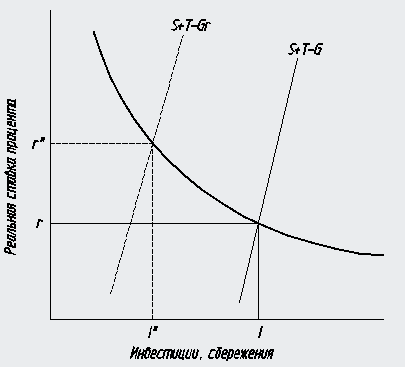 S+T-Gr
S+T-G
Реальная ставка процента
r*
r
I*
I
Инвестиции, сбережения